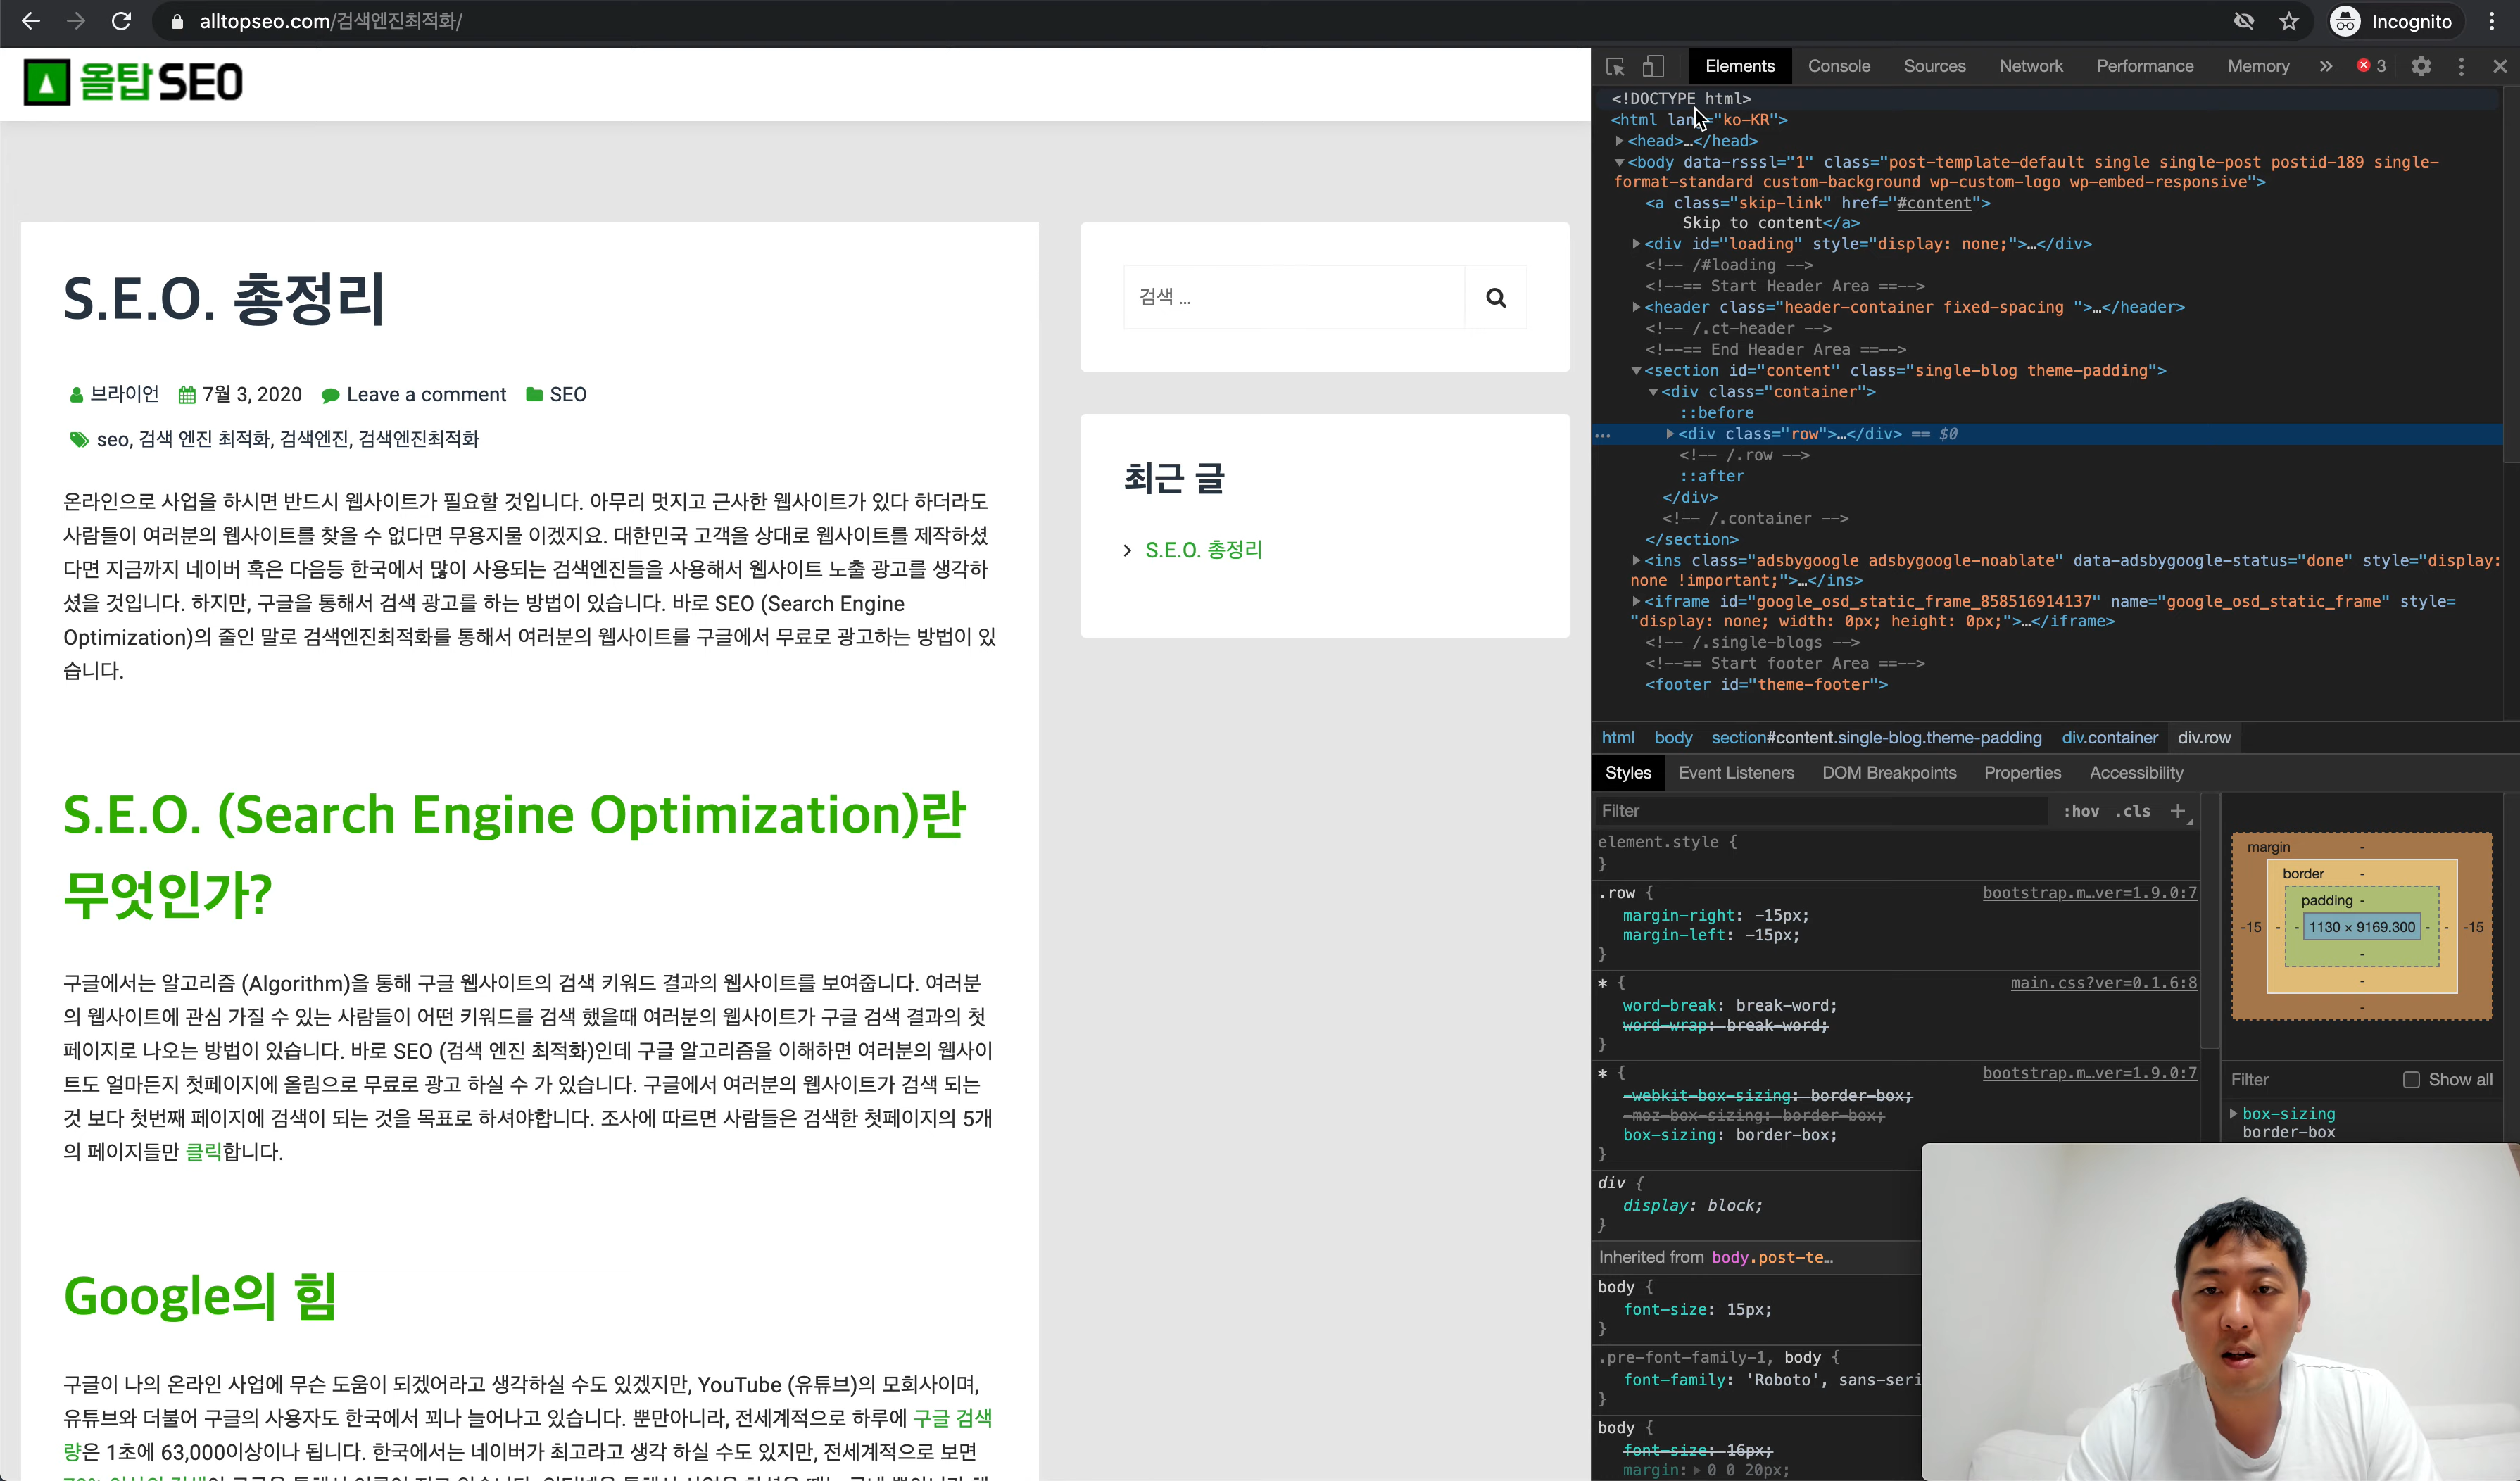 alltopseo.com/검색엔진최적화/
Incognito
올탑SEO
S.E.O. 총정리
브라이언 7월 3, 2020 Leave a comment SEO
seo, 검색 엔진 최적화, 검색엔진, 검색엔진최적화
온라인으로 사업을 하시면 반드시 웹사이트가 필요할 것입니다. 아무리 멋지고 근사한 웹사이트가 있다 하더라도
사람들이 여러분의 웹사이트를 찾을 수 없다면 무용지물 이겠지요. 대한민국 고객을 상대로 웹사이트를 제작하셨
다면 지금까지 네이버 혹은 다음등 한국에서 많이 사용되는 검색엔진들을 사용해서 웹사이트 노출 광고를 생각하
셨을 것입니다. 하지만, 구글을 통해서 검색 광고를 하는 방법이 있습니다. 바로 SEO (Search Engine
Optimization)의 줄인 말로 검색엔진최적화를 통해서 여러분의 웹사이트를 구글에서 무료로 광고하는 방법이 있
습니다.
S.E.O. (Search Engine Optimization)란
무엇인가?
구글에서는 알고리즘 (Algorithm)을 통해 구글 웹사이트의 검색 키워드 결과의 웹사이트를 보여줍니다. 여러분
의 웹사이트에 관심 가질 수 있는 사람들이 어떤 키워드를 검색 했을때 여러분의 웹사이트가 구글 검색 결과의 첫
페이지로 나오는 방법이 있습니다. 바로 SEO (검색 엔진 최적화)인데 구글 알고리즘을 이해하면 여러분의 웹사이
트도 얼마든지 첫페이지에 올림으로 무료로 광고 하실 수 가 있습니다. 구글에서 여러분의 웹사이트가 검색 되는
것 보다 첫번째 페이지에 검색이 되는 것을 목표로 하셔야합니다. 조사에 따르면 사람들은 검색한 첫페이지의 5개
의 페이지들만 클릭합니다.
Google의 힘
구글이 나의 온라인 사업에 무슨 도움이 되겠어라고 생각하실 수도 있겠지만, YouTube (유튜브)의 모회사이며,
유튜브와 더불어 구글의 사용자도 한국에서 꾀나 늘어나고 있습니다. 뿐만아니라, 전세계적으로 하루에 구글 검색
량은 1초에 63,000이상이나 됩니다. 한국에서는 네이버가 최고라고 생각 하실 수도 있지만, 전세계적으로 보면
검색 ...
최근 글
S.E.O. 총정리
Elements Console Sources Network Performance Memory » 3
<!DOCTYPE html>
<html lan ="ko-KR">
<head>…</head>
<body data-rsssl="1" class="post-template-default single single-post postid-189 single-
format-standard custom-background wp-custom-logo wp-embed-responsive">
<a class="skip-link" href="#content">
Skip to content</a>
<div id="loading" style="display: none;">…</div>
<!-- /#loading -->
<!--== Start Header Area ==-->
<header class="header-container fixed-spacing ">…</header>
<!-- /.ct-header -->
<!--== End Header Area ==-->
<section id="content" class="single-blog theme-padding">
<div class="container">
::before
… <div class="row">…</div> == $0
<!-- /.row -->
::after
</div>
<!-- /.container -->
</section>
<ins class="adsbygoogle adsbygoogle-noablate" data-adsbygoogle-status="done" style="display:
none !important;">…</ins>
<iframe id="google_osd_static_frame_858516914137" name="google_osd_static_frame" style=
"display: none; width: 0px; height: 0px;">…</iframe>
<!-- /.single-blogs -->
<!--== Start footer Area ==-->
<footer id="theme-footer">
html body section#content.single-blog.theme-padding div.container div.row
Styles Event Listeners DOM Breakpoints Properties Accessibility
Filter :hov .cls +
element.style {
}
.row { bootstrap.m…ver=1.9.0:7
margin-right: -15px;
margin-left: -15px;
}
* { main.css?ver=0.1.6:8
word-break: break-word;
word-wrap: break-word;
}
* { bootstrap.m…ver=1.9.0:7
-webkit-box-sizing: border-box;
-moz-box-sizing: border-box;
box-sizing: border-box;
}
div {
display: block;
}
Inherited from body.post-te…
body {
font-size: 15px;
}
.pre-font-family-1, body {
font-family: 'Roboto', sans-seri
}
body {
font-size: 16px;
margin: 0 0 20px;
margin -
border -
padding -
-15 - - 1130 × 9169.300 - - -15
-
-
-
Filter Show all
box-sizing
border-box